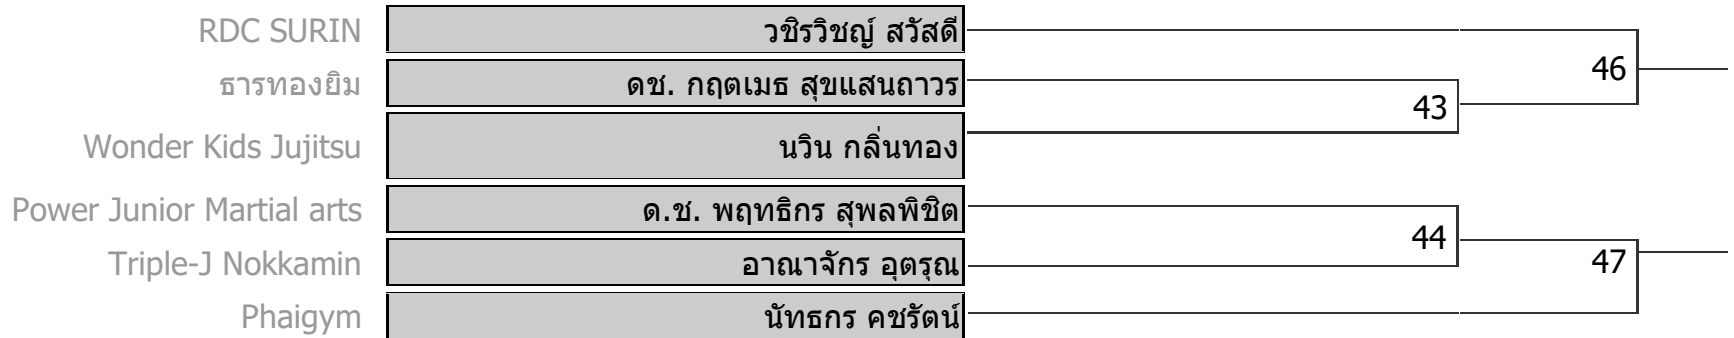 RDC SURIN วชิรวิชญ์ สวัสดี
46
ธารทองยิม ดช. กฤตเมธ สุขแสนถาวร
43
Wonder Kids Jujitsu นวิน กลิ่นทอง
Power Junior Martial arts ด.ช. พฤทธิกร สุพลพิชิต
44
Triple-J Nokkamin อาณาจักร อุตรุณ
47
Phaigym นัทธกร คชรัตน์